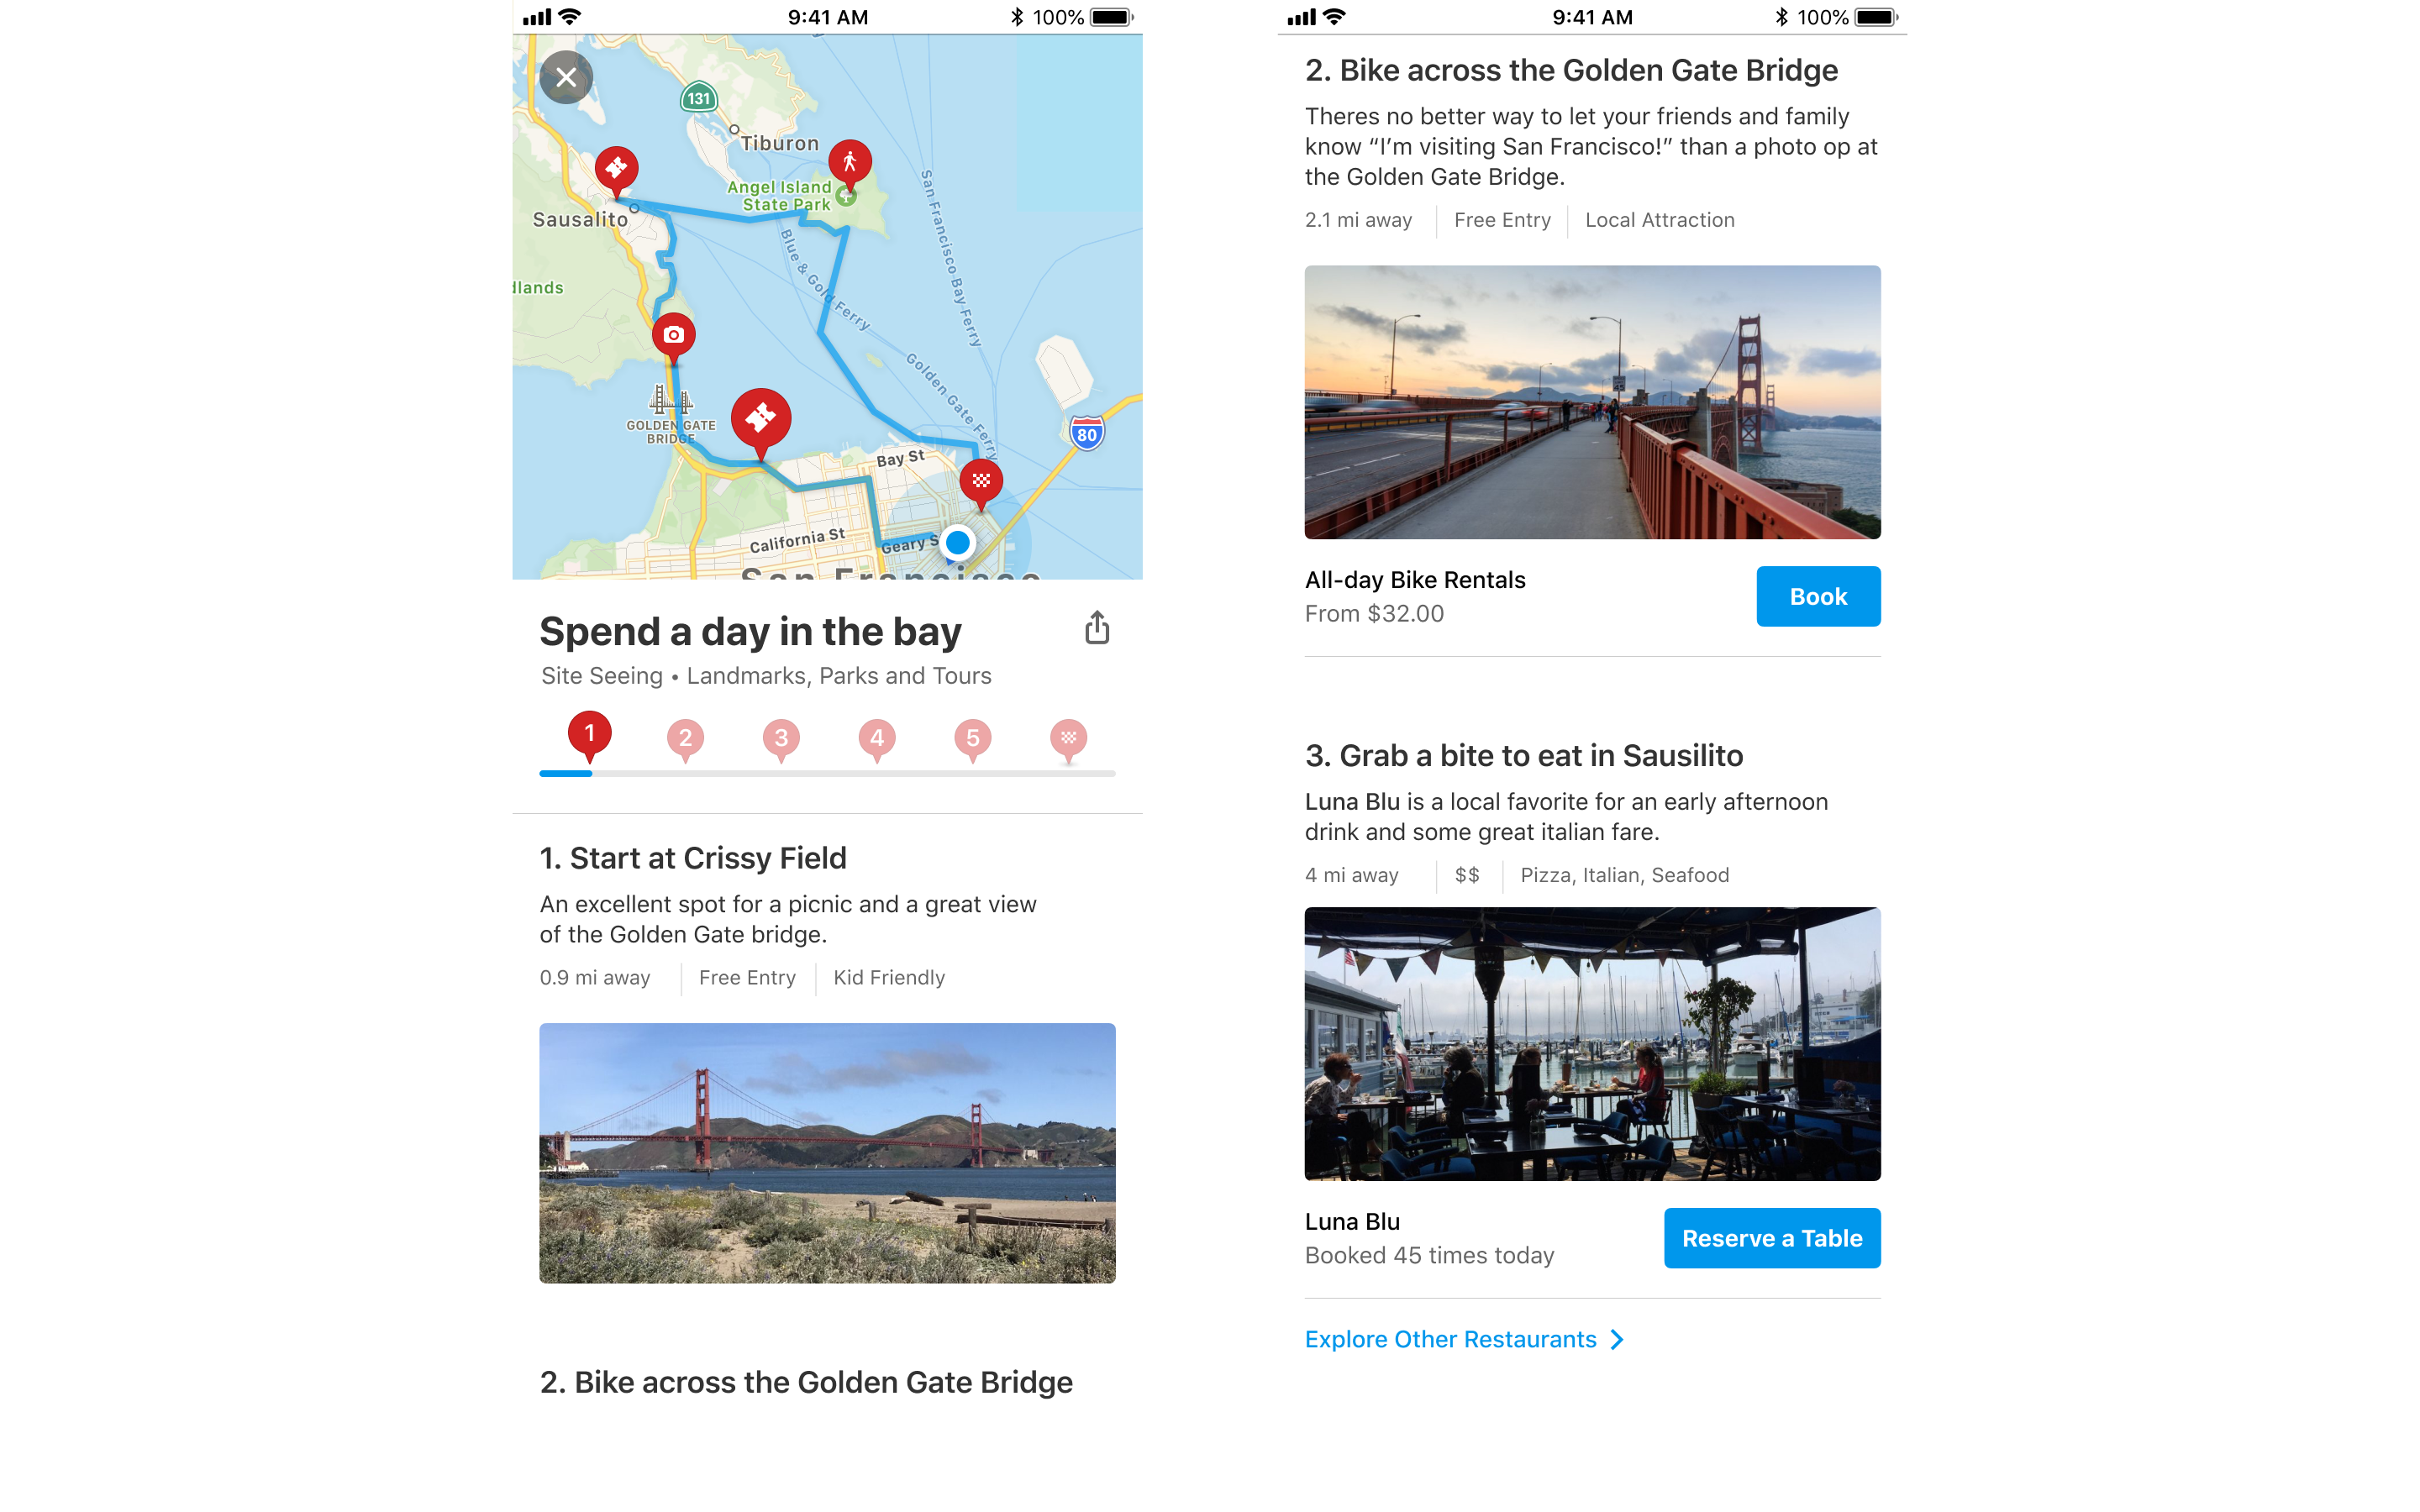 9:41 AM
100%
131
Tiburon
Angel Island
State Park
Sausalito
San Francisco Bay Ferry
Blue & Gold Ferry
dlands
Golden Gate Ferry
GOLDEN GATE
BRIDGE
80
Bay St
California St
Geary S
San Francisco
Spend a day in the bay
Site Seeing • Landmarks, Parks and Tours
1 2 3 4 5
1. Start at Crissy Field
An excellent spot for a picnic and a great view
of the Golden Gate bridge.
0.9 mi away Free Entry Kid Friendly
2. Bike across the Golden Gate Bridge
9:41 AM
100%
2. Bike across the Golden Gate Bridge
Theres no better way to let your friends and family
know “I’m visiting San Francisco!” than a photo op at
the Golden Gate Bridge.
2.1 mi away Free Entry Local Attraction
45
All-day Bike Rentals
From $32.00
Book
3. Grab a bite to eat in Sausilito
Luna Blu is a local favorite for an early afternoon
drink and some great italian fare.
4 mi away $$ Pizza, Italian, Seafood
Luna Blu
Booked 45 times today
Reserve a Table
Explore Other Restaurants